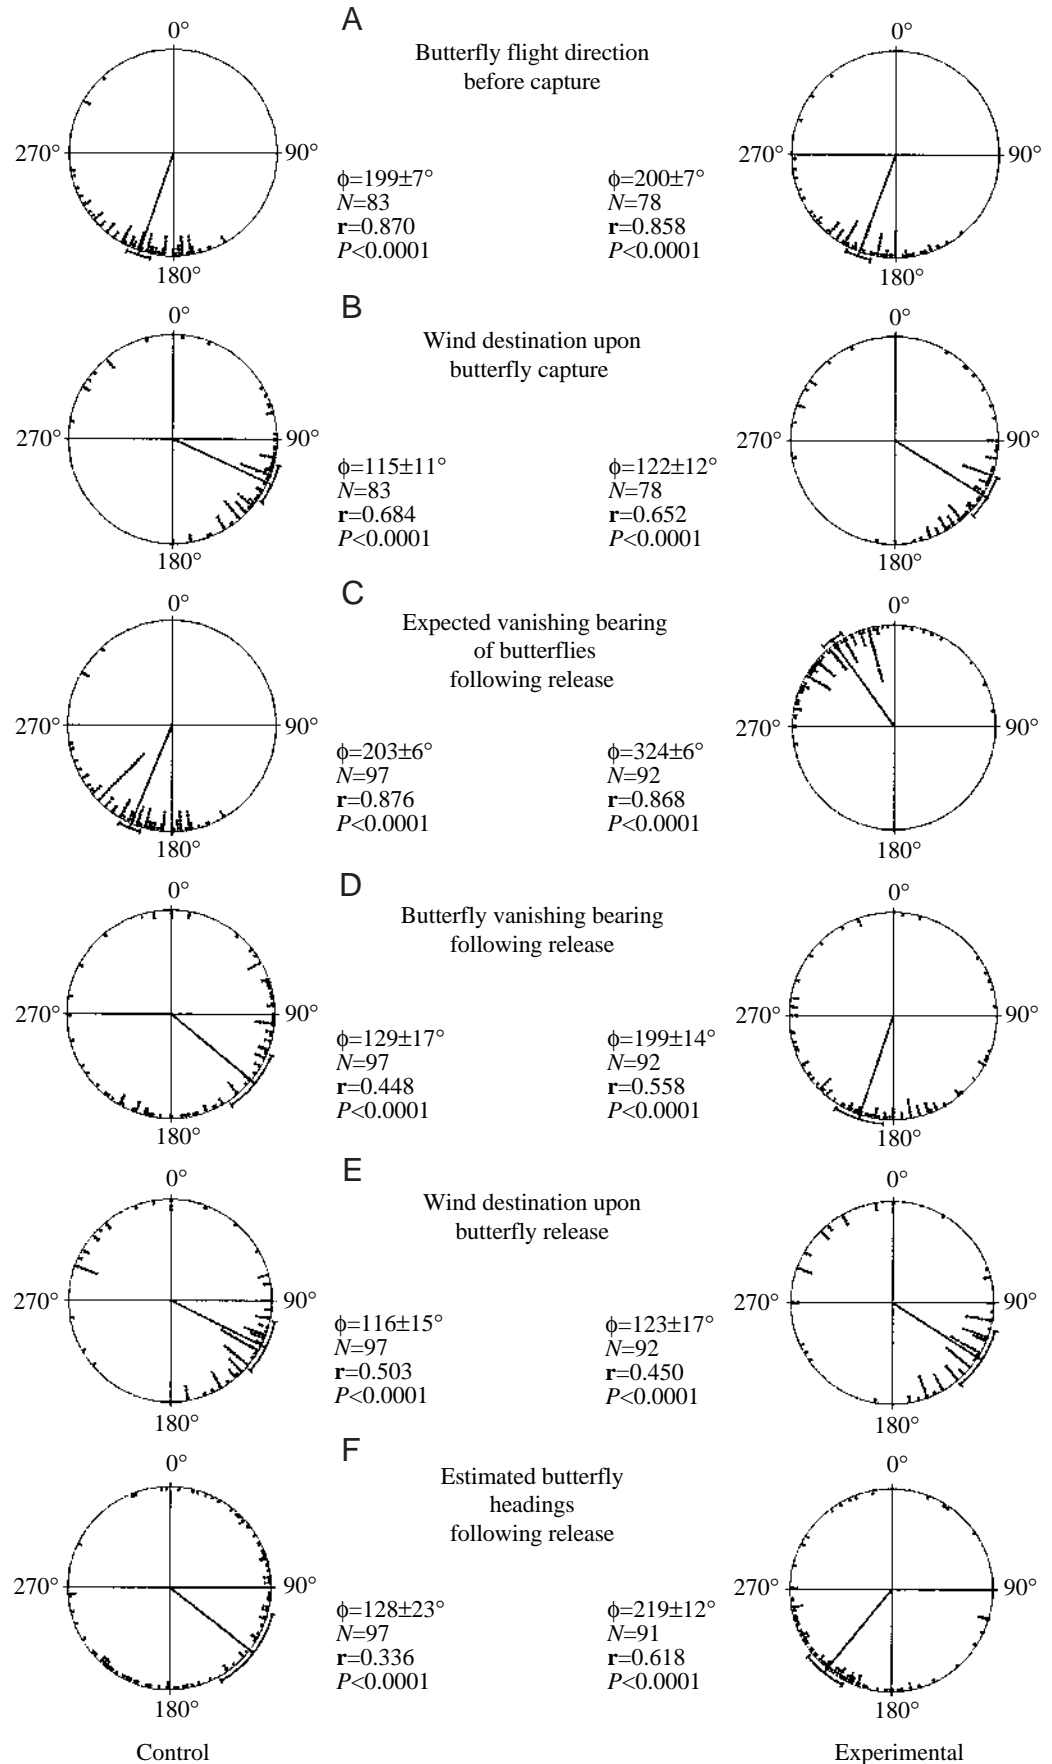 A
Butterfly flight direction
before capture
0°
270°
90°
180°
ϕ=199±7°
N=83
r=0.870
P<0.0001
ϕ=200±7°
N=78
r=0.858
P<0.0001
0°
270°
90°
180°
B
Wind destination upon
butterfly capture
0°
270°
90°
180°
ϕ=115±11°
N=83
r=0.684
P<0.0001
ϕ=122±12°
N=78
r=0.652
P<0.0001
0°
270°
90°
180°
C
Expected vanishing bearing
of butterflies
following release
0°
270°
90°
180°
ϕ=203±6°
N=97
r=0.876
P<0.0001
ϕ=324±6°
N=92
r=0.868
P<0.0001
0°
270°
90°
180°
D
Butterfly vanishing bearing
following release
0°
270°
90°
180°
ϕ=129±17°
N=97
r=0.448
P<0.0001
ϕ=199±14°
N=92
r=0.558
P<0.0001
0°
270°
90°
180°
E
Wind destination upon
butterfly release
0°
270°
90°
180°
ϕ=116±15°
N=97
r=0.503
P<0.0001
ϕ=123±17°
N=92
r=0.450
P<0.0001
0°
270°
90°
180°
F
Estimated butterfly
headings
following release
0°
270°
90°
180°
ϕ=128±23°
N=97
r=0.336
P<0.0001
ϕ=219±12°
N=91
r=0.618
P<0.0001
0°
270°
90°
180°
Control
Experimental